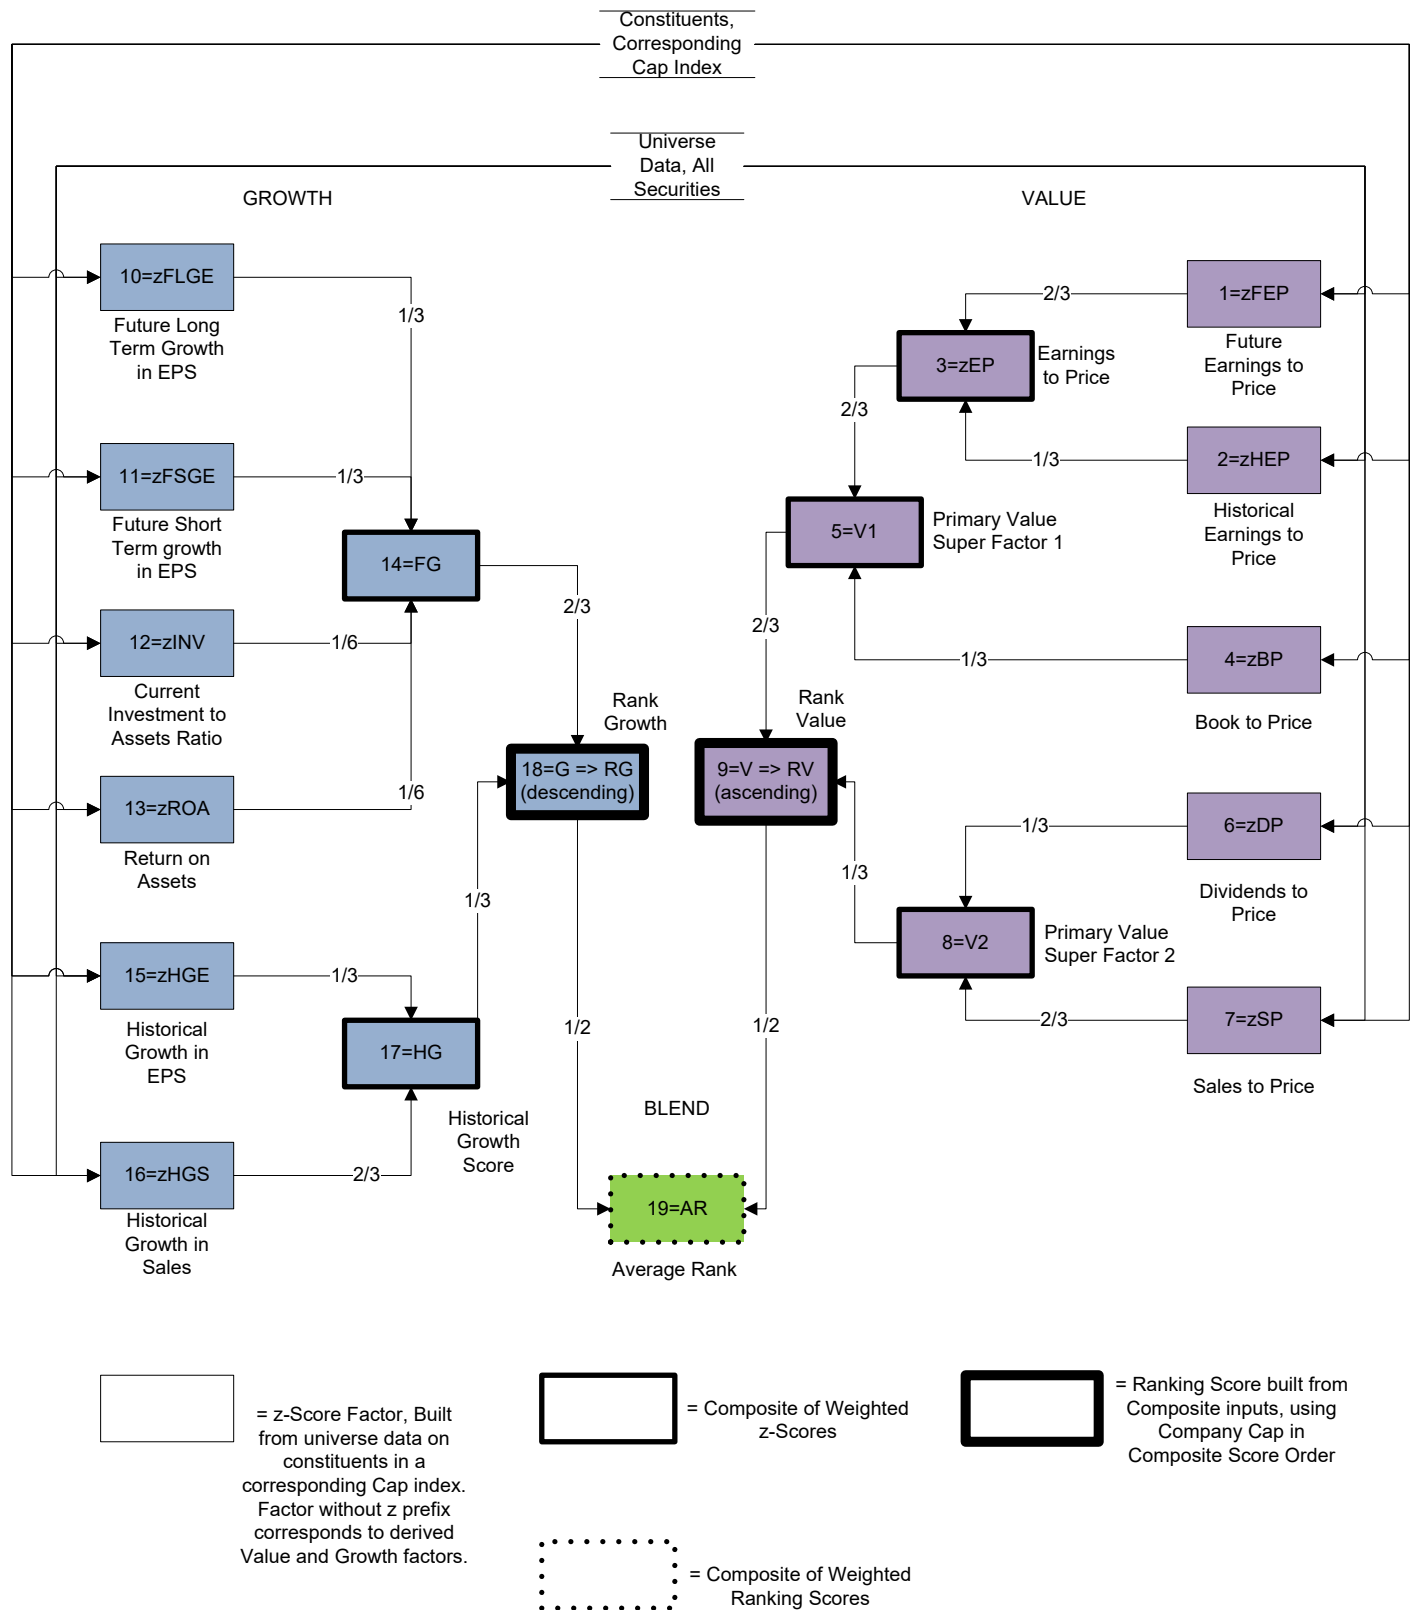 Constituents,
Corresponding
Cap Index
Universe
Data, All
Securities
GROWTH
VALUE
10=zFLGE
Future Long
Term Growth
in EPS
1/3
11=zFSGE
Future Short
Term growth
in EPS
1/3
14=FG
12=zINV
Current
Investment to
Assets Ratio
1/6
13=zROA
Return on
Assets
1/6
2/3
Rank
Growth
18=G => RG
(descending)
15=zHGE
Historical
Growth in
EPS
1/3
17=HG
Historical
Growth
Score
1/3
16=zHGS
Historical
Growth in
Sales
2/3
1/2
1=zFEP
Future
Earnings to
Price
2/3
3=zEP
Earnings
to Price
2=zHEP
Historical
Earnings to
Price
1/3
2/3
5=V1
Primary Value
Super Factor 1
4=zBP
Book to Price
1/3
2/3
Rank
Value
9=V => RV
(ascending)
6=zDP
Dividends to
Price
1/3
1/3
8=V2
Primary Value
Super Factor 2
7=zSP
Sales to Price
2/3
1/2
BLEND
19=AR
Average Rank
= z-Score Factor, Built
from universe data on
constituents in a
corresponding Cap index.
Factor without z prefix
corresponds to derived
Value and Growth factors.
= Composite of Weighted
z-Scores
= Ranking Score built from
Composite inputs, using
Company Cap in
Composite Score Order
= Composite of Weighted
Ranking Scores